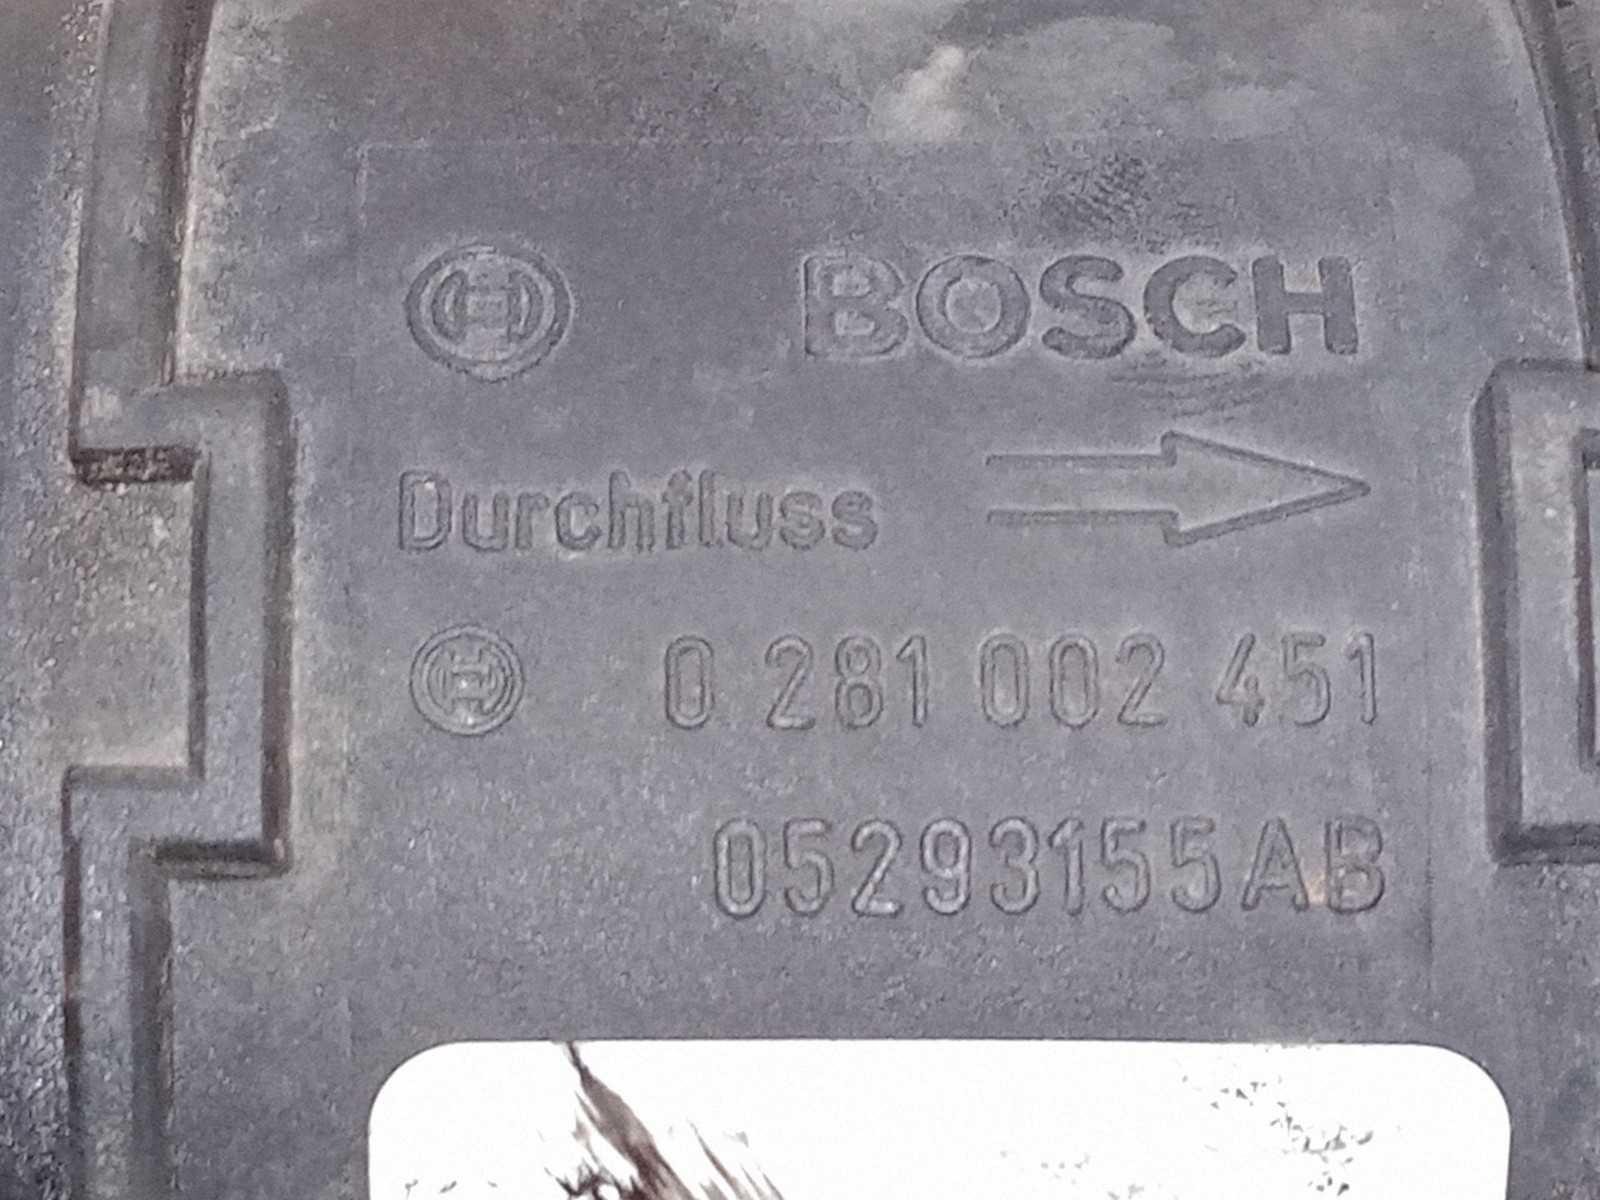 BOSCH
Durchfluss
0 281 002 451
05293155AB